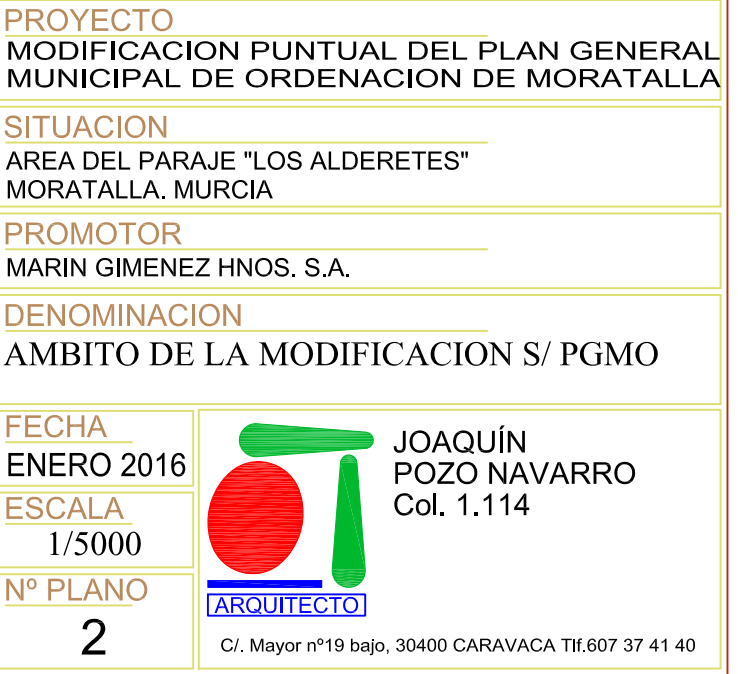 PROYECTO
MODIFICACION PUNTUAL DEL PLAN GENERAL
MUNICIPAL DE ORDENACION DE MORATALLA
SITUACION
AREA DEL PARAJE "LOS ALDERETES"
MORATALLA. MURCIA
PROMOTOR
MARIN GIMENEZ HNOS. S.A.
DENOMINACION
AMBITO DE LA MODIFICACION S/ PGMO
FECHA
ENERO 2016
ESCALA
1/5000
Nº PLANO
2
JOAQUÍN
POZO NAVARRO
Col. 1.114
ARQUITECTO
C/. Mayor nº19 bajo, 30400 CARAVACA Tlf.607 37 41 40